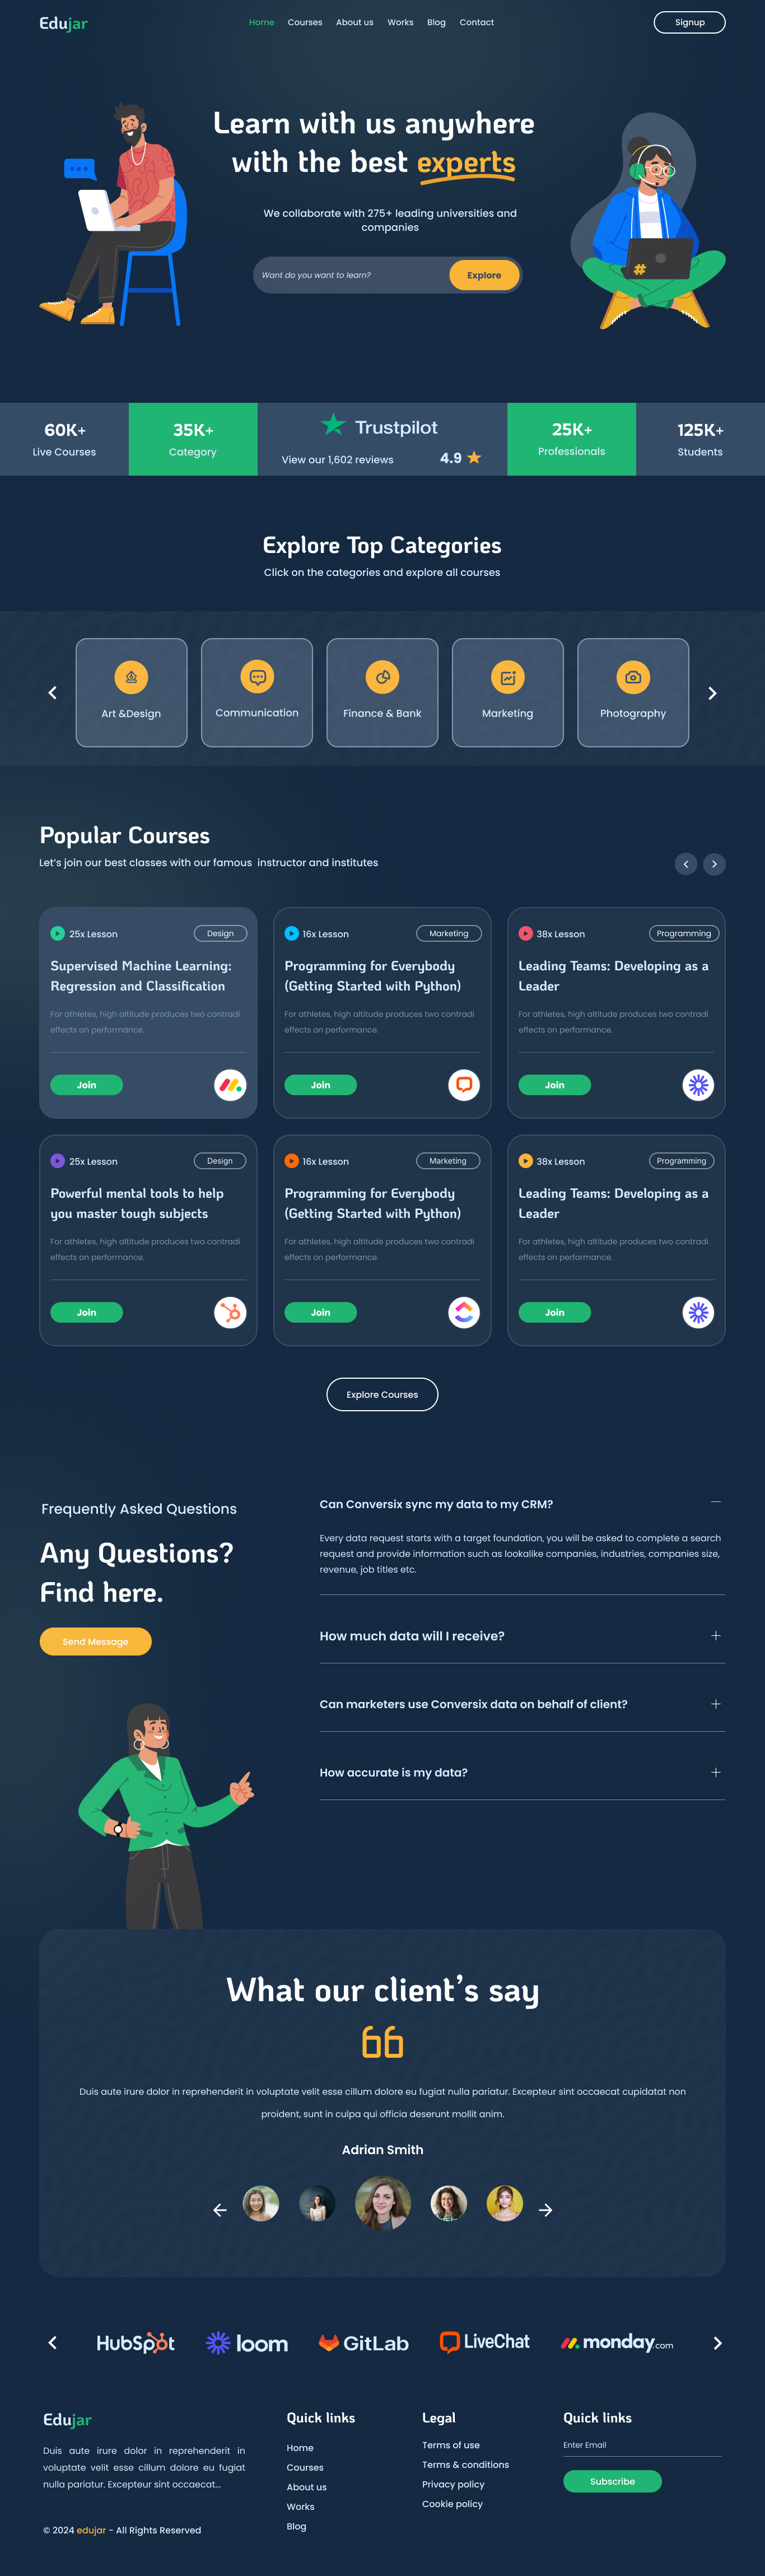 Edujar
Home Courses About us Works Blog Contact
Signup
Learn with us anywhere
with the best experts
We collaborate with 275+ leading universities and
companies
Want do you want to learn?
Explore
60K+
Live Courses
35K+
Category
Trustpilot
View our 1,602 reviews
4.9
25K+
Professionals
125K+
Students
Explore Top Categories
Click on the categories and explore all courses
Art &Design
Communication
Finance & Bank
Marketing
Photography
Popular Courses
Let's join our best classes with our famous instructor and institutes
25x Lesson
Design
Supervised Machine Learning:
Regression and Classification
For athletes, high altitude produces two contradi
effects on performance.
Join
16x Lesson
Marketing
Programming for Everybody
(Getting Started with Python)
For athletes, high altitude produces two contradi
effects on performance.
Join
38x Lesson
Programming
Leading Teams: Developing as a
Leader
For athletes, high altitude produces two contradi
effects on performance.
Join
25x Lesson
Design
Powerful mental tools to help
you master tough subjects
For athletes, high altitude produces two contradi
effects on performance.
Join
16x Lesson
Marketing
Programming for Everybody
(Getting Started with Python)
For athletes, high altitude produces two contradi
effects on performance.
Join
38x Lesson
Programming
Leading Teams: Developing as a
Leader
For athletes, high altitude produces two contradi
effects on performance.
Join
Explore Courses
Frequently Asked Questions
Any Questions?
Find here.
Send Message
Can Conversix sync my data to my CRM?
Every data request starts with a target foundation, you will be asked to complete a search
request and provide information such as lookalike companies, industries, companies size,
revenue, job titles etc.
How much data will I receive?
Can marketers use Conversix data on behalf of client?
How accurate is my data?
What our client's say
Duis aute irure dolor in reprehenderit in voluptate velit esse cillum dolore eu fugiat nulla pariatur. Excepteur sint occaecat cupidatat non
proident, sunt in culpa qui officia deserunt mollit anim.
Adrian Smith
HubSpot
loom
GitLab
LiveChat
monday.com
Edujar
Duis aute irure dolor in reprehenderit in
voluptate velit esse cillum dolore eu fugiat
nulla pariatur. Excepteur sint occaecat...
© 2024 edujar - All Rights Reserved
Quick links
Home
Courses
About us
Works
Blog
Legal
Terms of use
Terms & conditions
Privacy policy
Cookie policy
Quick links
Enter Email
Subscribe